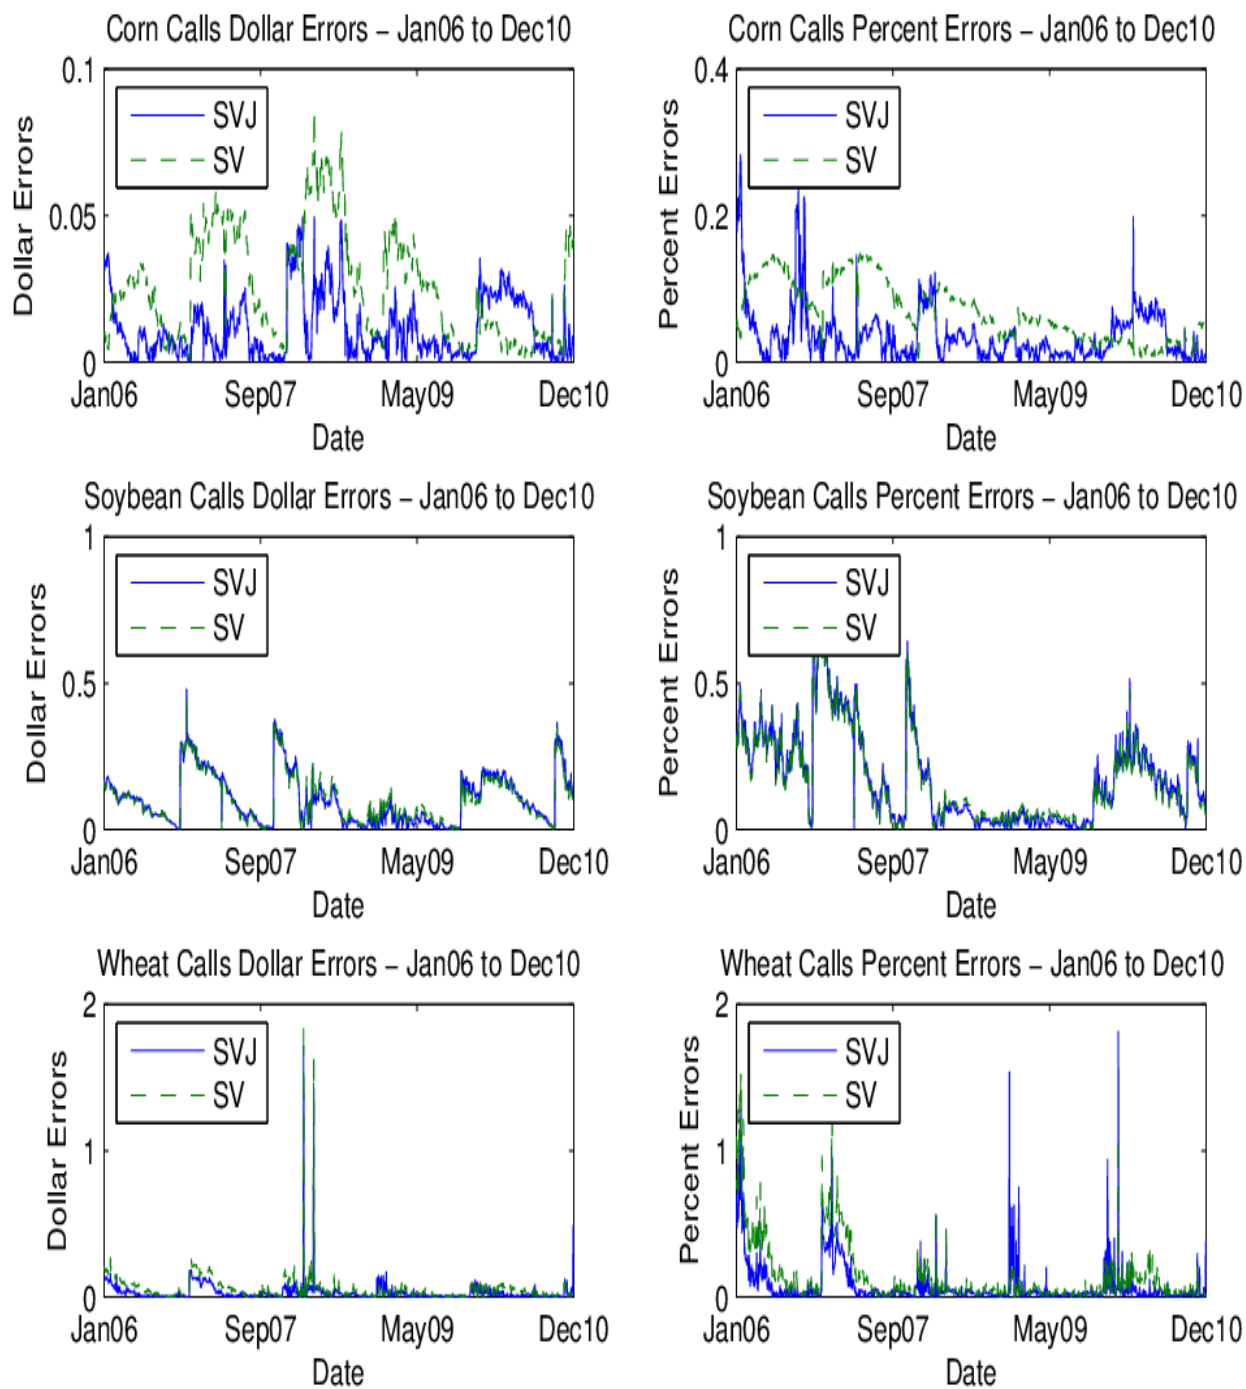 Corn Calls Dollar Errors – Jan06 to Dec10
Dollar Errors
0.1
0.05
0
SVJ
SV
Jan06 Sep07 May09 Dec10
Date
Corn Calls Percent Errors – Jan06 to Dec10
Percent Errors
0.4
0.2
0
SVJ
SV
Jan06 Sep07 May09 Dec10
Date
Soybean Calls Dollar Errors – Jan06 to Dec10
Dollar Errors
1
0.5
0
SVJ
SV
Jan06 Sep07 May09 Dec10
Date
Soybean Calls Percent Errors – Jan06 to Dec10
Percent Errors
1
0.5
0
SVJ
SV
Jan06 Sep07 May09 Dec10
Date
Wheat Calls Dollar Errors – Jan06 to Dec10
Dollar Errors
2
1
0
SVJ
SV
Jan06 Sep07 May09 Dec10
Date
Wheat Calls Percent Errors – Jan06 to Dec10
Percent Errors
2
1
0
SVJ
SV
Jan06 Sep07 May09 Dec10
Date